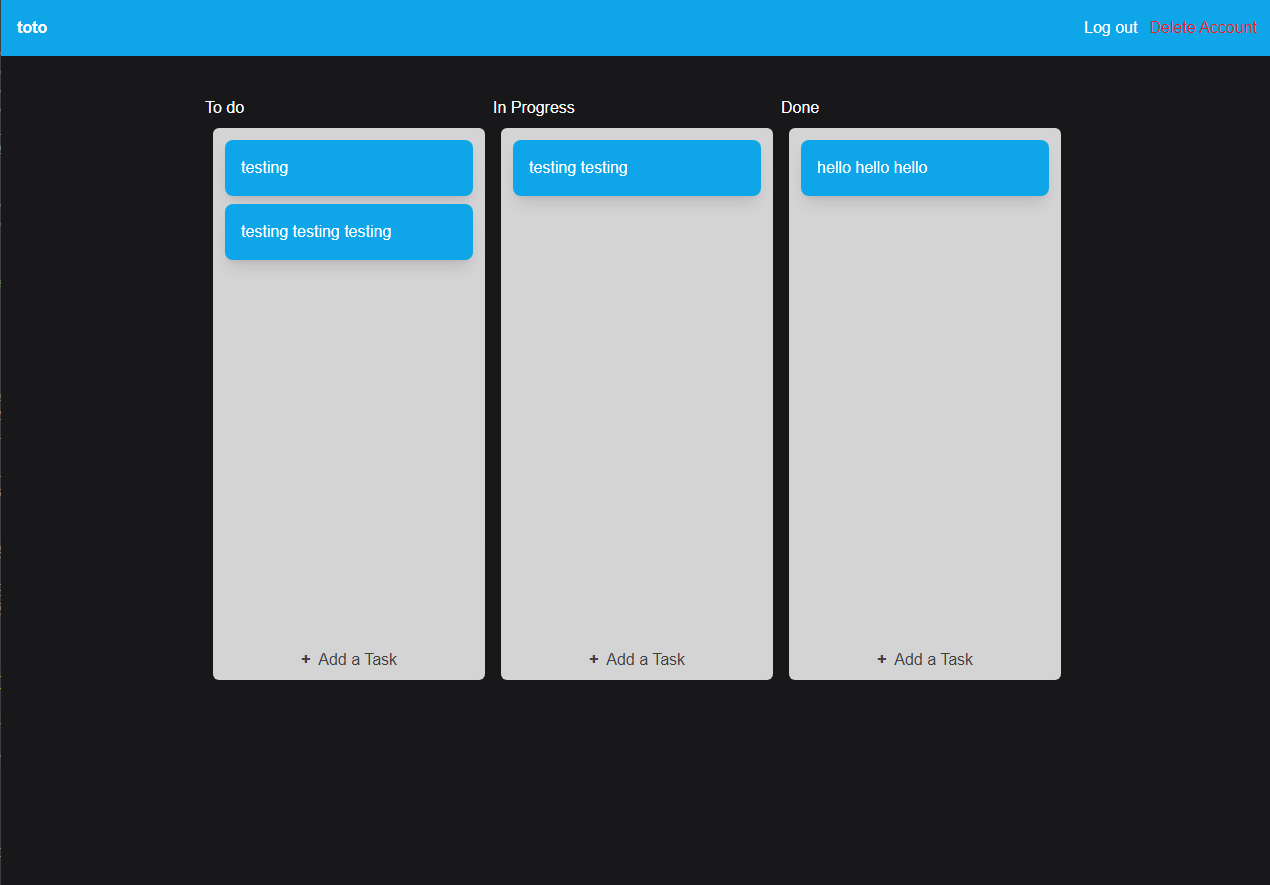 toto
Log out Delete Account
To do
testing
testing testing testing
+ Add a Task
In Progress
testing testing
+ Add a Task
Done
hello hello hello
+ Add a Task